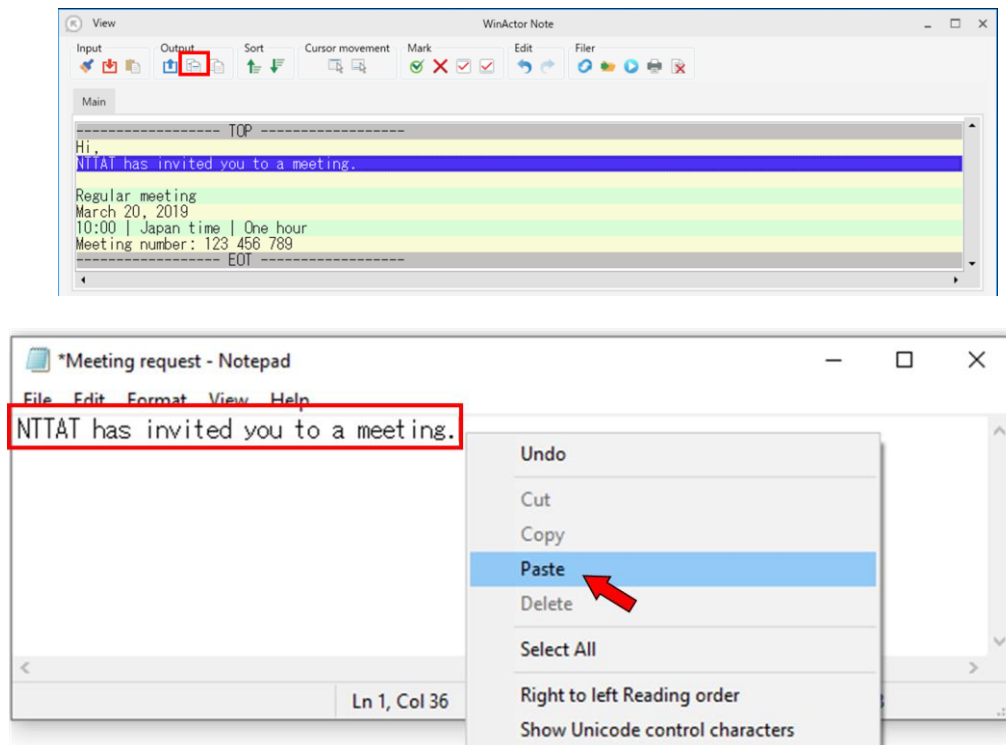 View WinActor Note
Input Output Sort Cursor movement Mark Edit Filer
Main
------------------ TOP ------------------
Hi,
NTTAT has invited you to a meeting.
Regular meeting
March 20, 2019
10:00 | Japan time | One hour
Meeting number: 123 456 789
------------------ EOT ------------------
*Meeting request - Notepad
File Edit Format View Help
NTTAT has invited you to a meeting.
Undo
Cut
Copy
Paste
Delete
Select All
Ln 1, Col 36
Right to left Reading order
Show Unicode control characters